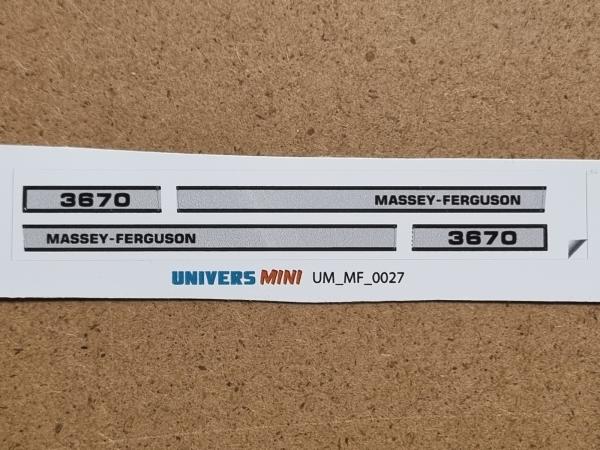 3670 MASSEY-FERGUSON
MASSEY-FERGUSON 3670
UNIVERS MINI UM_MF_0027